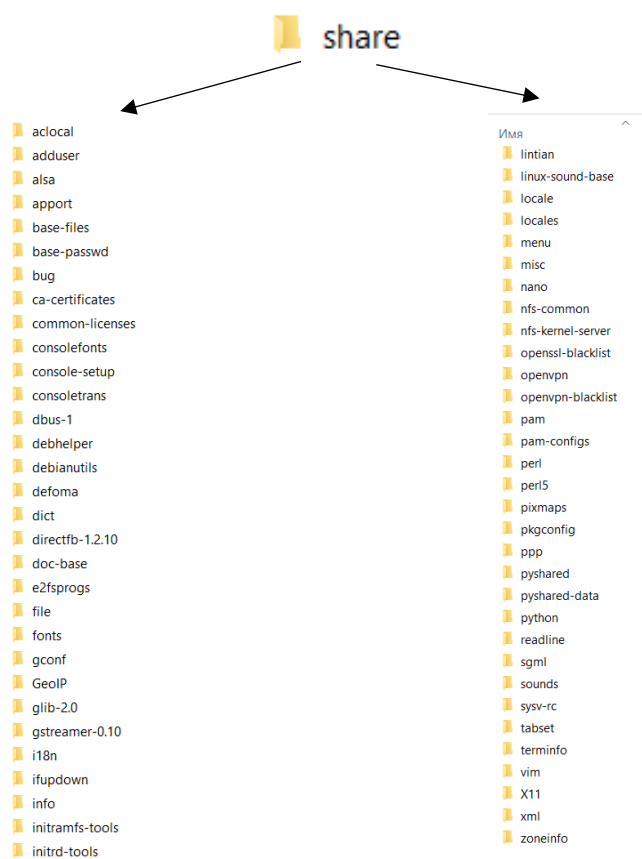 share
aclocal
adduser
alsa
apport
base-files
base-passwd
bug
ca-certificates
common-licenses
consolefonts
console-setup
consoletrans
dbus-1
debhelper
debianutils
defoma
dict
directfb-1.2.10
doc-base
e2fsprogs
file
fonts
gconf
GeoIP
glib-2.0
gstreamer-0.10
i18n
ifupdown
info
initramfs-tools
initrd-tools
Имя
lintian
linux-sound-base
locale
locales
menu
misc
nano
nfs-common
nfs-kernel-server
openssl-blacklist
openvpn
openvpn-blacklist
pam
pam-configs
perl
perl5
pixmaps
pkgconfig
ppp
pyshared
pyshared-data
python
readline
sgml
sounds
sysv-rc
tabset
terminfo
vim
X11
xml
zoneinfo